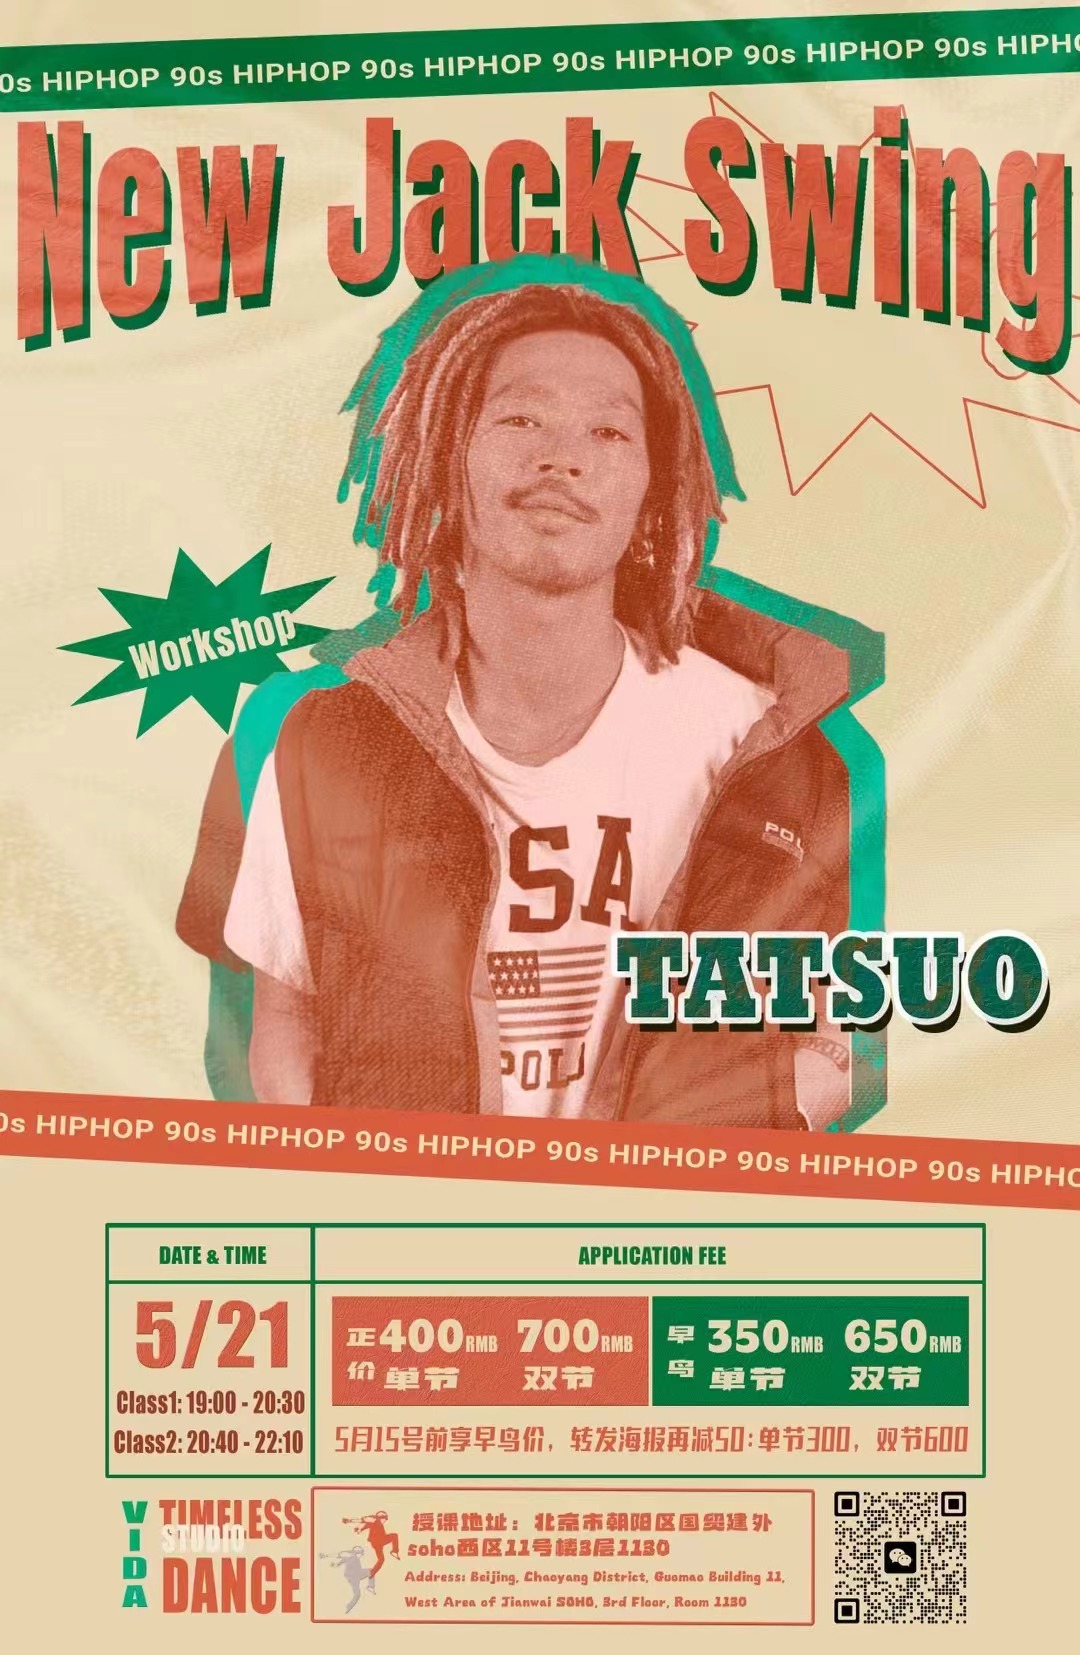 0s HIPHOP 90s HIPHOP 90s HIPHOP 90s HIPHOP 90s HIPHOP 90s HIPHO
New Jack Swing
Workshop
SA
POL
POL
TATSUO
0s HIPHOP 90s HIPHOP 90s HIPHOP 90s HIPHOP 90s HIPHOP 90s HIPHO
DATE & TIME
APPLICATION FEE
5/21
Class1: 19:00 - 20:30
Class2: 20:40 - 22:10
正价 400RMB 单节 700RMB 双节
早鸟 350RMB 单节 650RMB 双节
5月15号前享早鸟价，转发海报再减50：单节300，双节600
VIDA
TIMELESS
STUDIO
DANCE
授课地址：北京市朝阳区国贸建外
soho西区11号楼3层1130
Address: Beijing, Chaoyang District, Guomao Building 11,
West Area of Jianwai SOHO, 3rd Floor, Room 1130